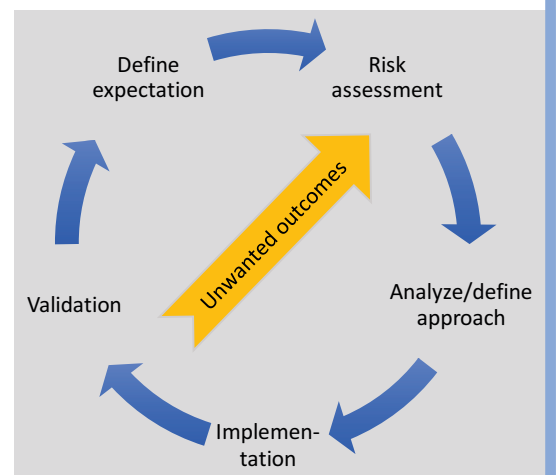 Define
expectation
Risk
assessment
Analyze/define
approach
Implemen-
tation
Validation
Unwanted outcomes